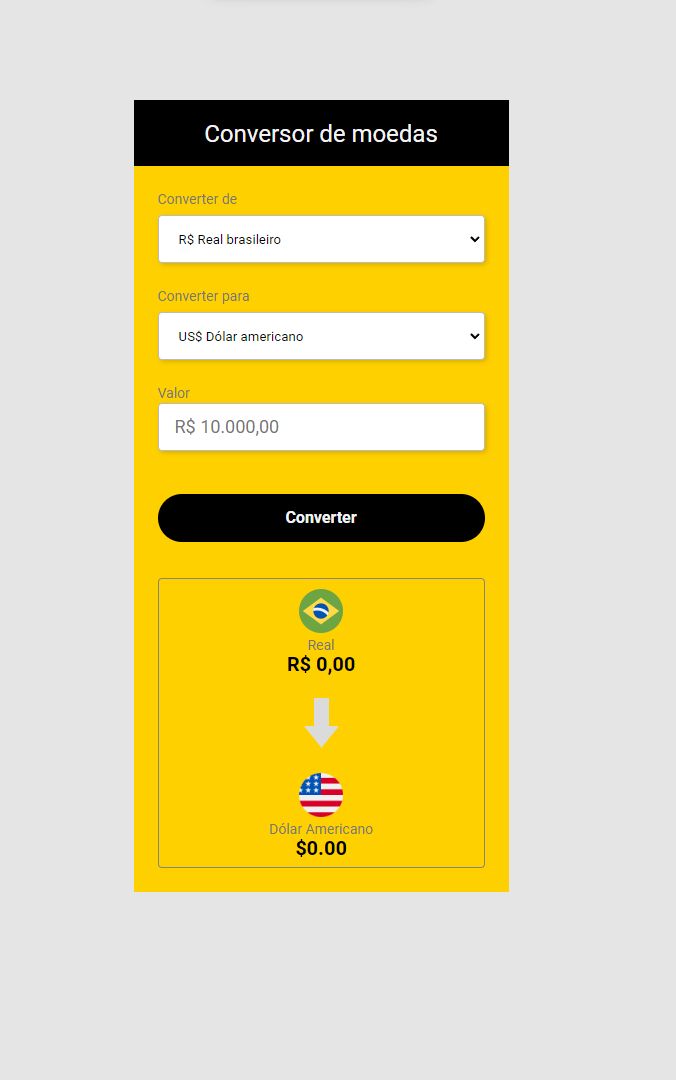 Conversor de moedas
Converter de
R$ Real brasileiro
Converter para
US$ Dólar americano
Valor
R$ 10.000,00
Converter
Real
R$ 0,00
Dólar Americano
$0.00